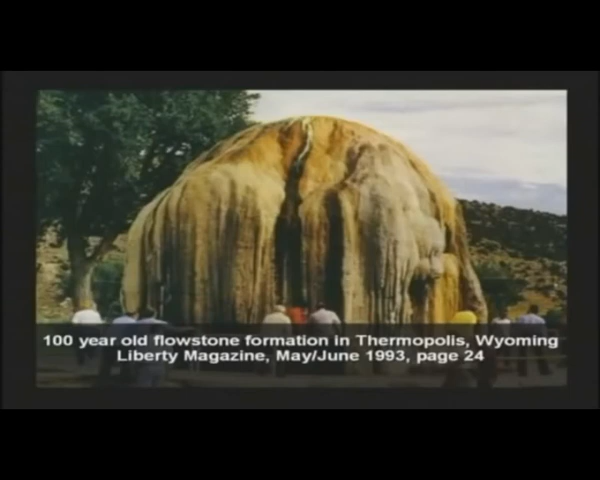 100 year old flowstone formation in Thermopolis, Wyoming
Liberty Magazine, May/June 1993, page 24